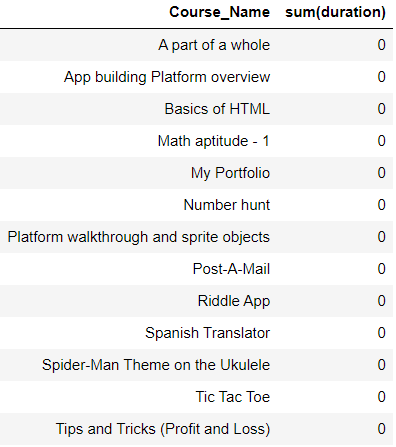 Course_Name sum(duration)
A part of a whole 0
App building Platform overview 0
Basics of HTML 0
Math aptitude - 1 0
My Portfolio 0
Number hunt 0
Platform walkthrough and sprite objects 0
Post-A-Mail 0
Riddle App 0
Spanish Translator 0
Spider-Man Theme on the Ukulele 0
Tic Tac Toe 0
Tips and Tricks (Profit and Loss) 0